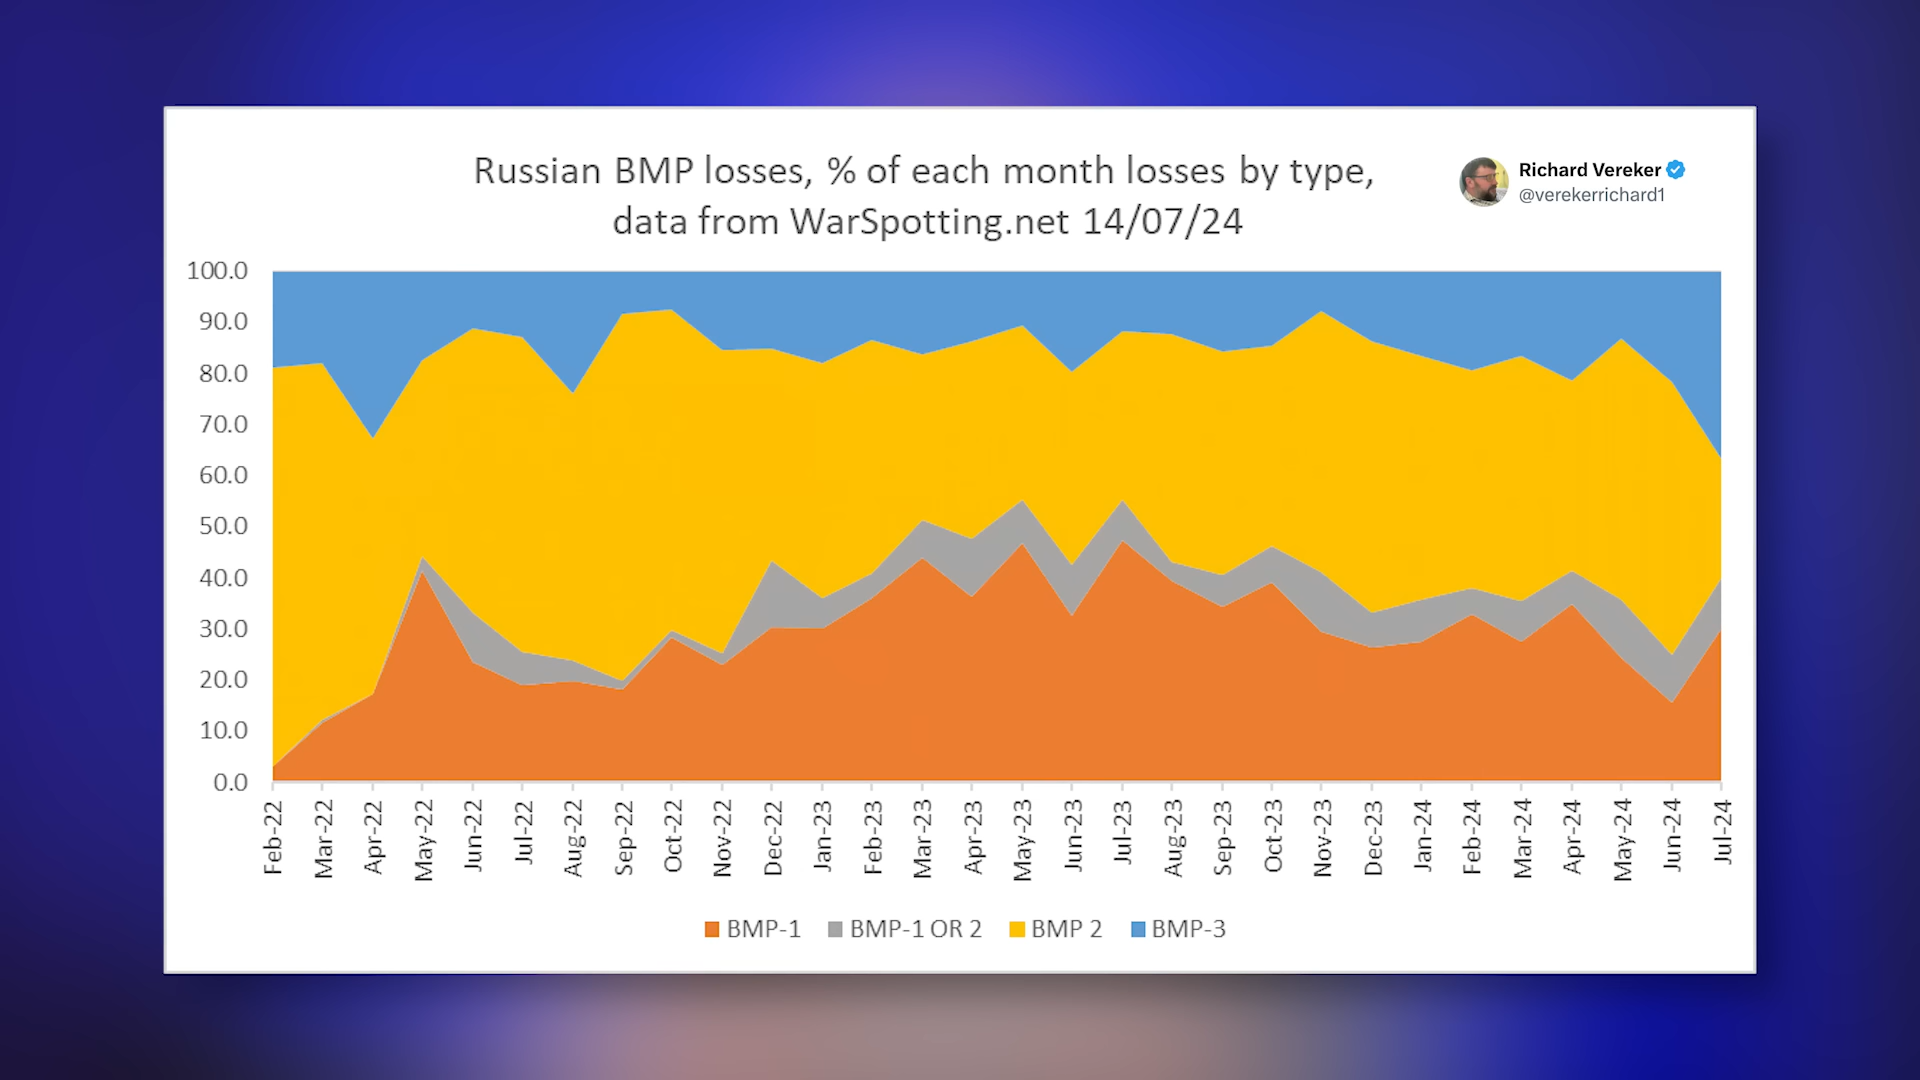 Russian BMP losses, % of each month losses by type,
data from WarSpotting.net 14/07/24
Richard Vereker
@verekerrichard1
100.0
90.0
80.0
70.0
60.0
50.0
40.0
30.0
20.0
10.0
0.0
Feb-22
Mar-22
Apr-22
May-22
Jun-22
Jul-22
Aug-22
Sep-22
Oct-22
Nov-22
Dec-22
Jan-23
Feb-23
Mar-23
Apr-23
May-23
Jun-23
Jul-23
Aug-23
Sep-23
Oct-23
Nov-23
Dec-23
Jan-24
Feb-24
Mar-24
Apr-24
May-24
Jun-24
Jul-24
BMP-1
BMP-1 OR 2
BMP 2
BMP-3